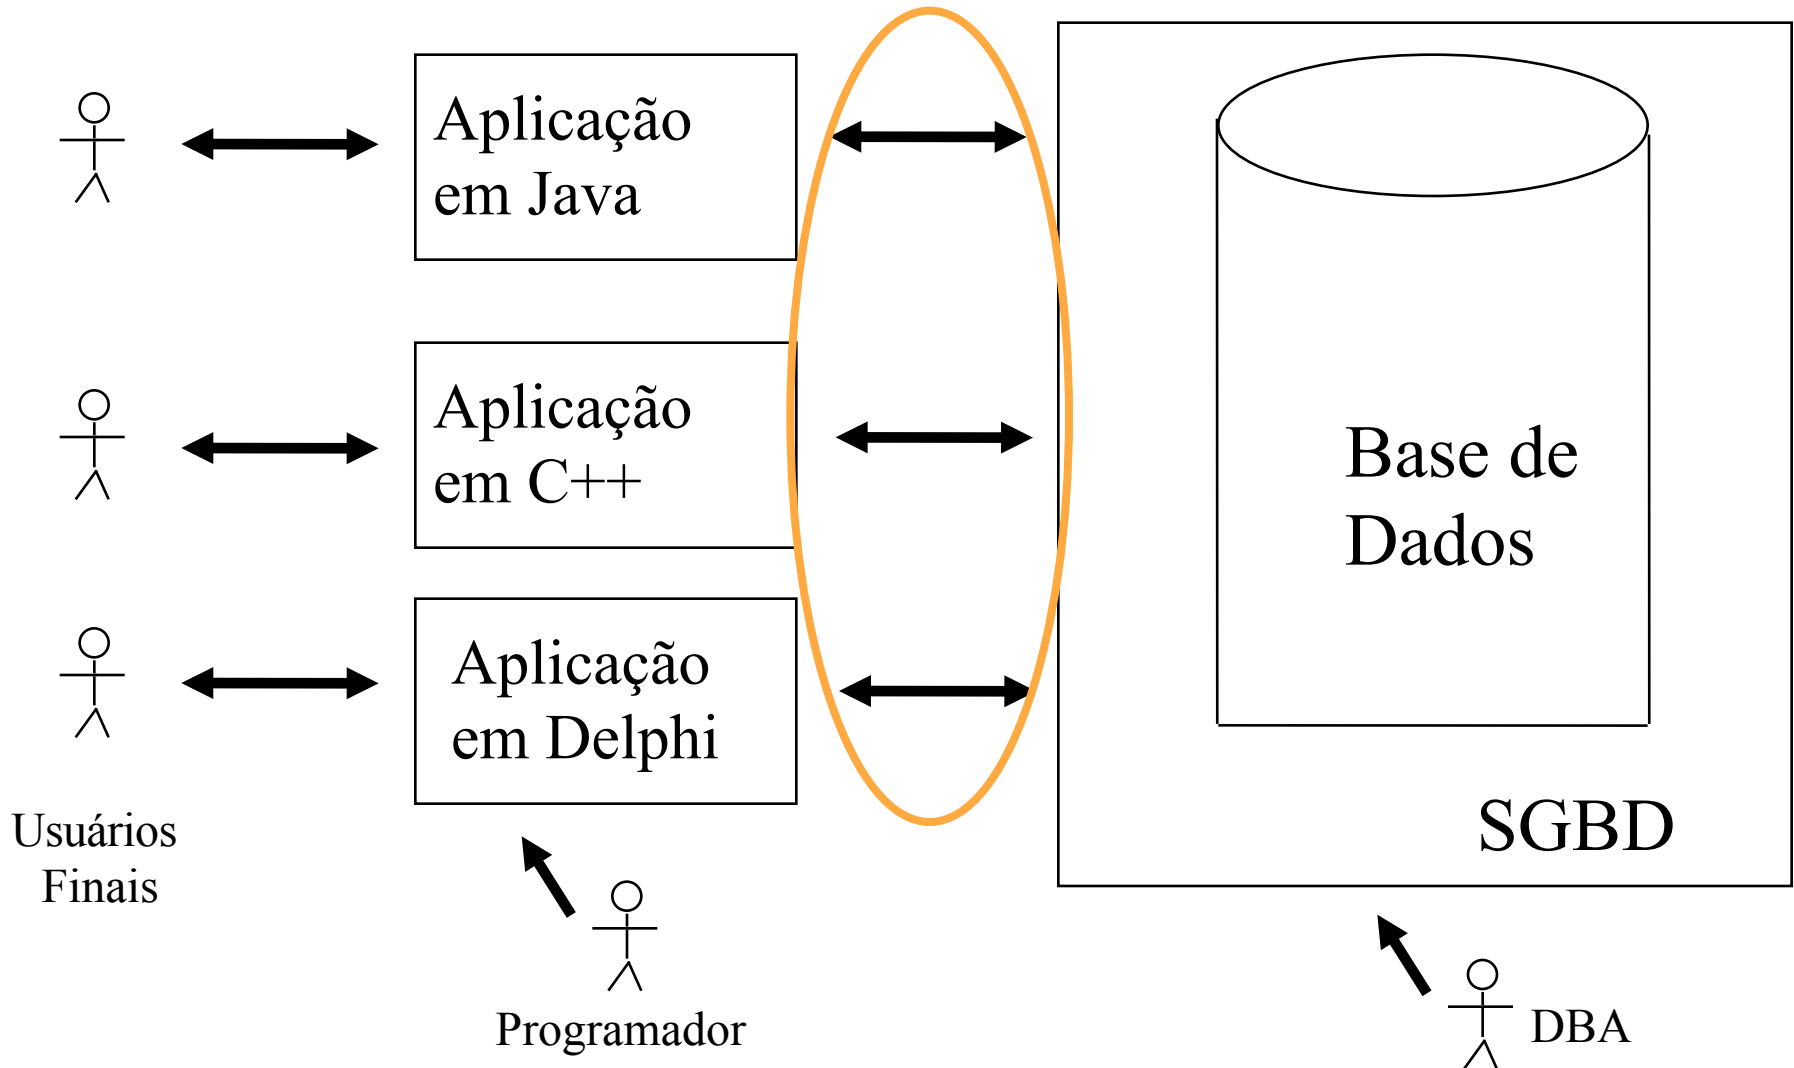 Aplicação
em Java
Aplicação
em C++
Aplicação
em Delphi
Base de
Dados
SGBD
Usuários
Finais
Programador
DBA